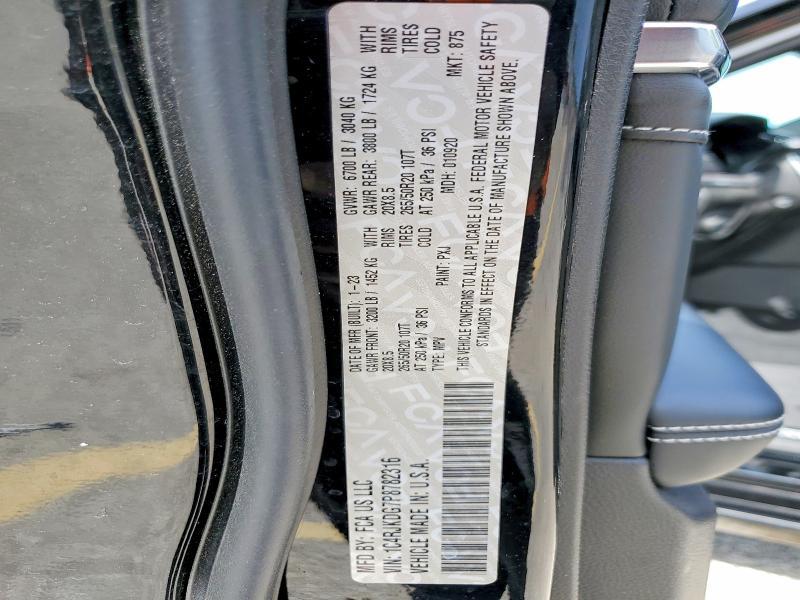 MFD BY: FCA US LLC
DATE OF MFR (BUILT): 1-23
GVWR: 6700 LB / 3040 KG
GAWR FRONT: 3200 LB / 1452 KG WITH
GAWR REAR: 3800 LB / 1724 KG WITH
20X8.5 RIMS
20X8.5 RIMS
265/50R20 107T TIRES
265/50R20 107T TIRES
AT 250 kPa / 36 PSI COLD
AT 250 kPa / 36 PSI COLD
VIN: 1C4RJKDG7P8782316
TYPE: MPV
PAINT: PXJ
MDH: 010920
MKT: 875
VEHICLE MADE IN: U.S.A.
THIS VEHICLE CONFORMS TO ALL APPLICABLE U.S.A. FEDERAL MOTOR VEHICLE SAFETY
STANDARDS IN EFFECT ON THE DATE OF MANUFACTURE SHOWN ABOVE.